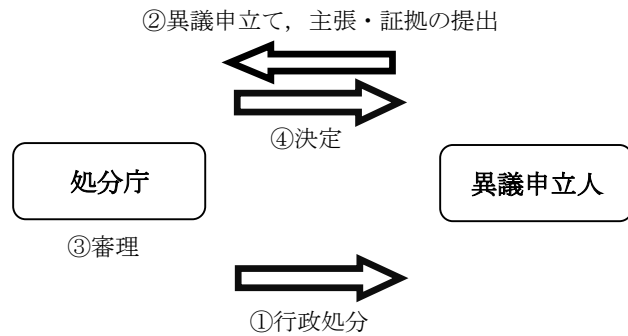 ②異議申立て，主張・証拠の提出
④決定
処分庁
異議申立人
③審理
①行政処分